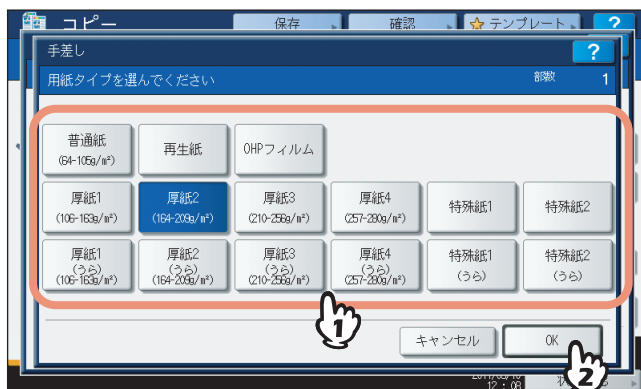 コピー 保存 確認 テンプレート ?
手差し ?
用紙タイプを選んでください 部数 1
普通紙 再生紙 OHPフィルム
(64-105g/m²)
厚紙1 厚紙2 厚紙3 厚紙4 特殊紙1 特殊紙2
(106-163g/m²) (164-209g/m²) (210-256g/m²) (257-280g/m²)
厚紙1 厚紙2 厚紙3 厚紙4 特殊紙1 特殊紙2
(うら) (うら) (うら) (うら) (うら) (うら)
(106-163g/m²) (164-209g/m²) (210-256g/m²) (257-280g/m²)
1
キャンセル OK
2
12:08